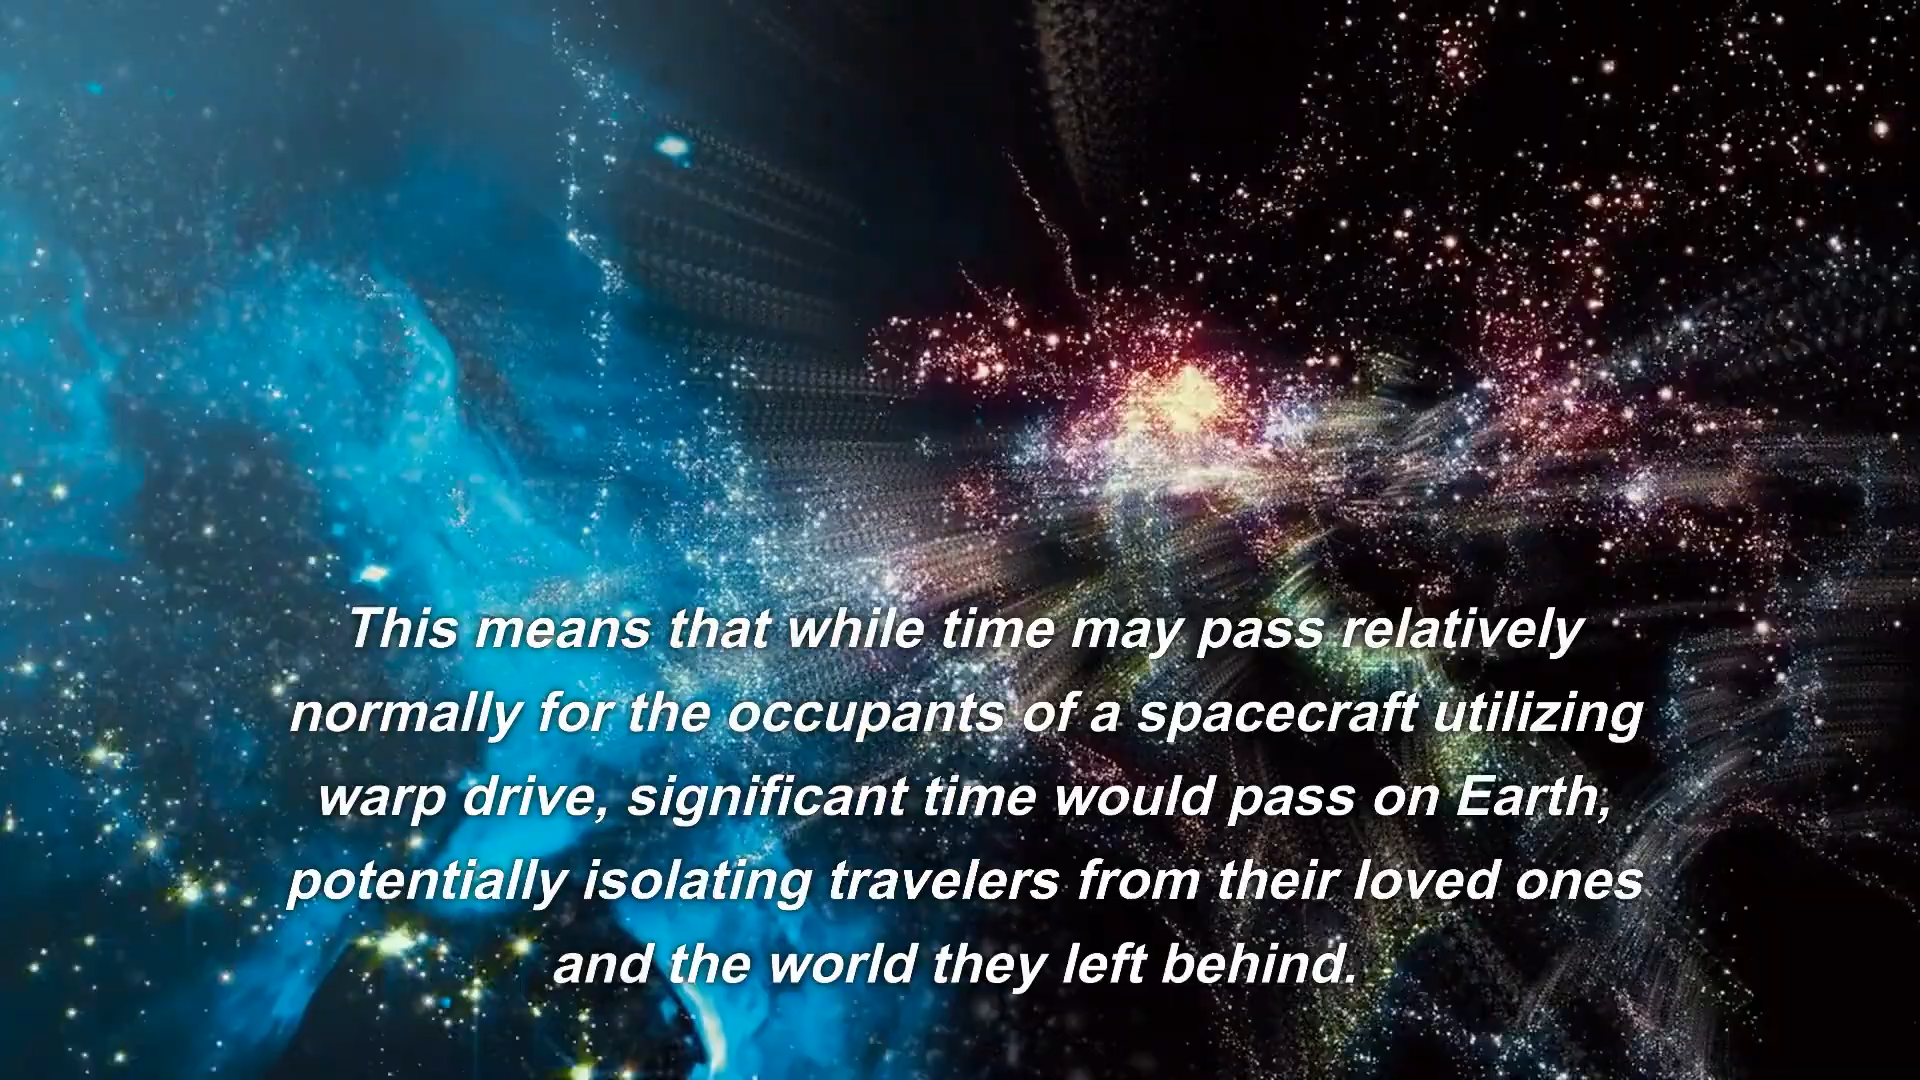 This means that while time may pass relatively
normally for the occupants of a spacecraft utilizing
warp drive, significant time would pass on Earth,
potentially isolating travelers from their loved ones
and the world they left behind.